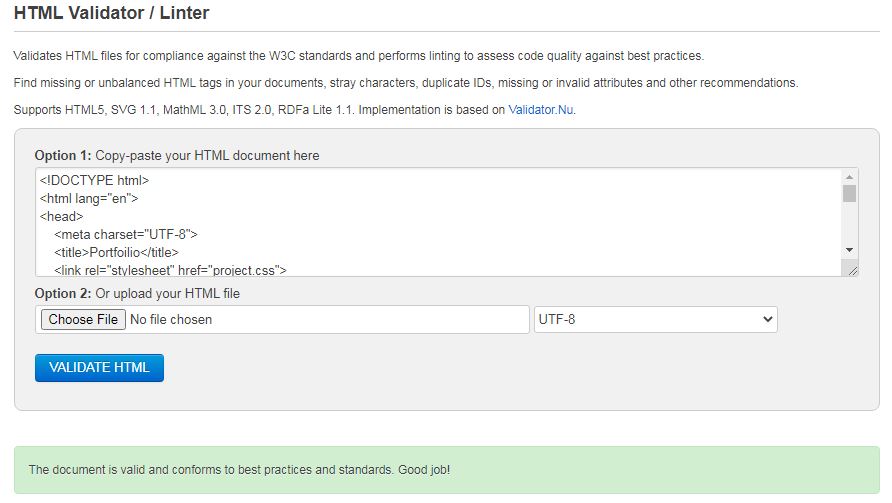 HTML Validator / Linter
Validates HTML files for compliance against the W3C standards and performs linting to assess code quality against best practices.
Find missing or unbalanced HTML tags in your documents, stray characters, duplicate IDs, missing or invalid attributes and other recommendations.
Supports HTML5, SVG 1.1, MathML 3.0, ITS 2.0, RDFa Lite 1.1. Implementation is based on Validator.Nu.
Option 1: Copy-paste your HTML document here
<!DOCTYPE html>
<html lang="en">
<head>
    <meta charset="UTF-8">
    <title>Portfoilio</title>
    <link rel="stylesheet" href="project.css">
Option 2: Or upload your HTML file
Choose File No file chosen UTF-8
VALIDATE HTML
The document is valid and conforms to best practices and standards. Good job!